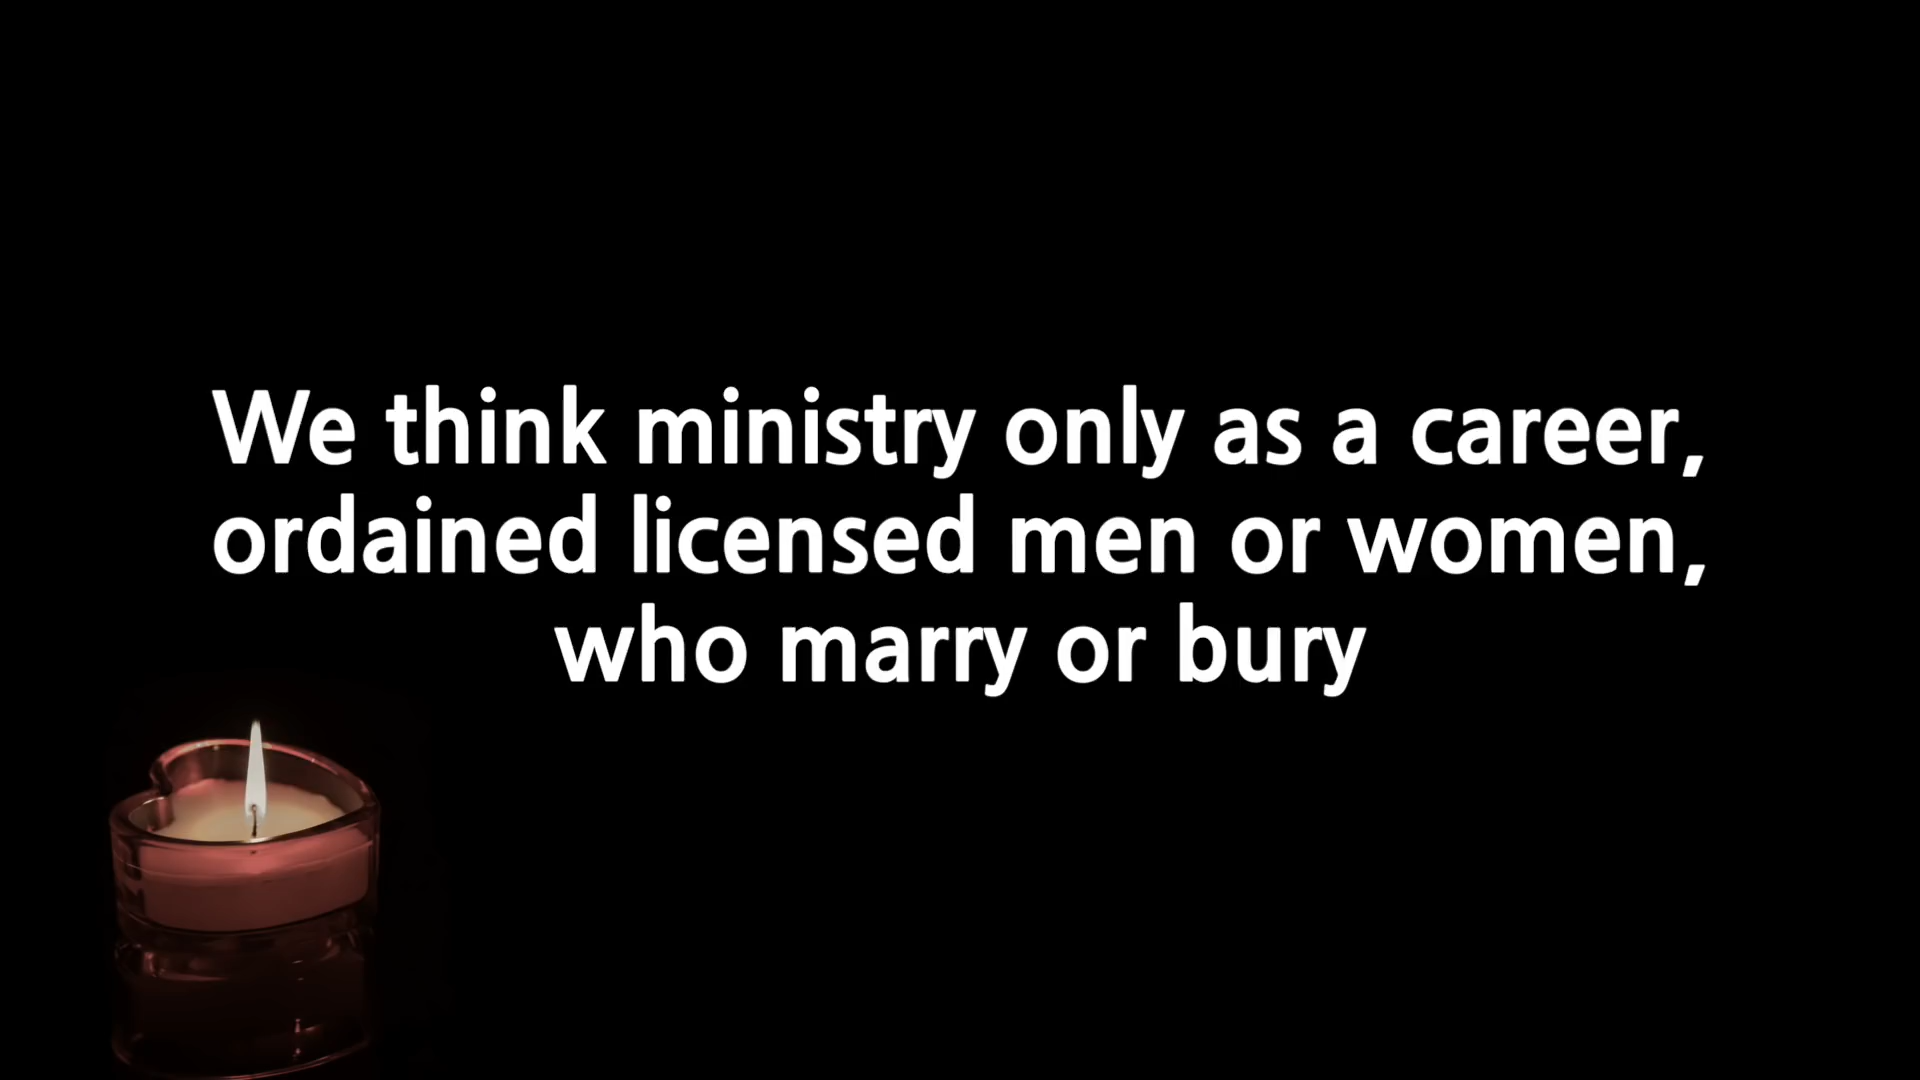 We think ministry only as a career,
ordained licensed men or women,
who marry or bury